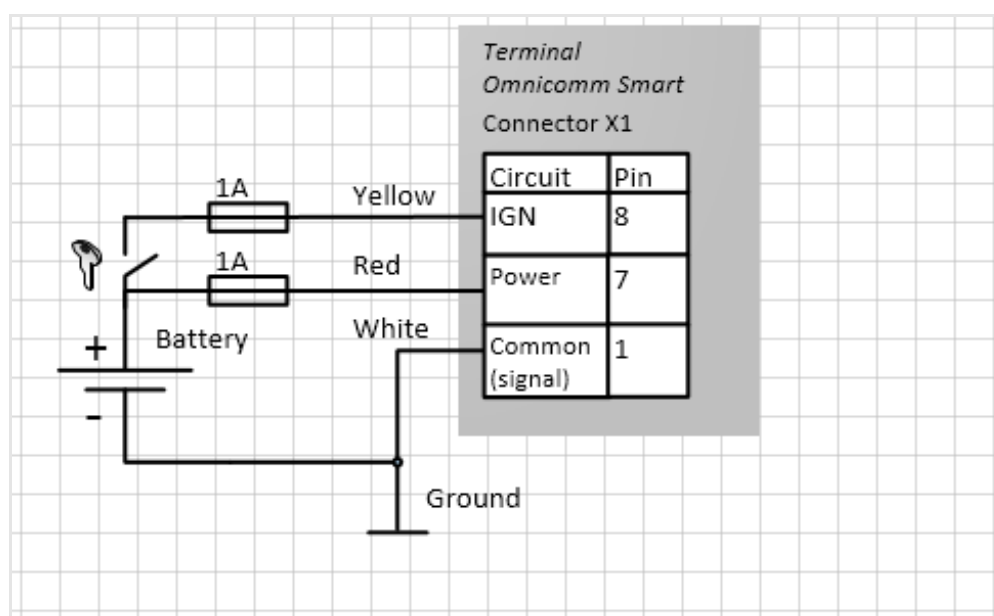 Terminal
Omnicomm Smart
Connector X1
Circuit Pin
1A
Yellow
IGN 8
1A
Red
Power 7
White
+
Battery
Common 1
(signal)
-
Ground